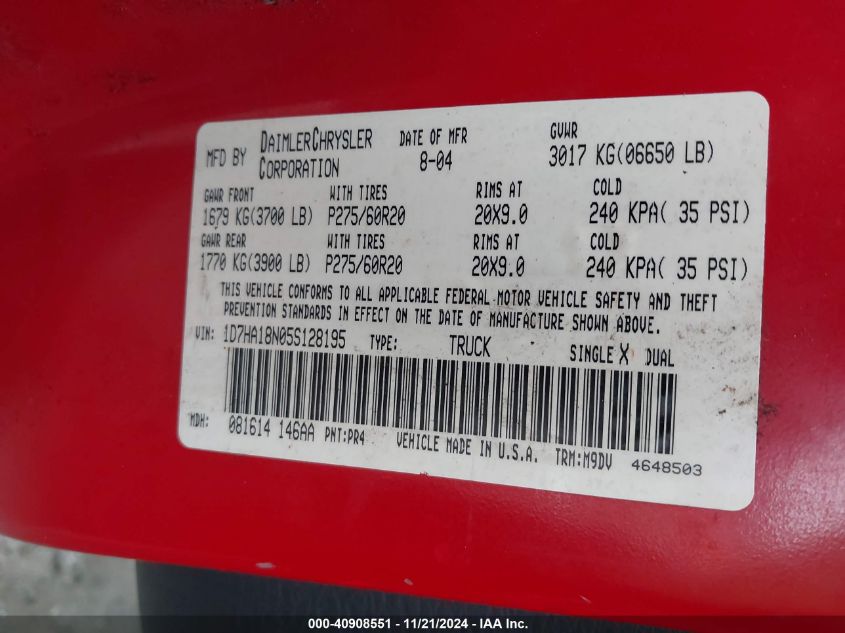 MFD BY DAIMLERCHRYSLER CORPORATION DATE OF MFR 8-04 GVWR 3017 KG(06650 LB)
GAWR FRONT WITH TIRES RIMS AT COLD
1679 KG(3700 LB) P275/60R20 20X9.0 240 KPA( 35 PSI)
GAWR REAR WITH TIRES RIMS AT COLD
1770 KG(3900 LB) P275/60R20 20X9.0 240 KPA( 35 PSI)
THIS VEHICLE CONFORMS TO ALL APPLICABLE FEDERAL MOTOR VEHICLE SAFETY AND THEFT
PREVENTION STANDARDS IN EFFECT ON THE DATE OF MANUFACTURE SHOWN ABOVE.
VIN: 1D7HA18N05S128195 TYPE: TRUCK SINGLE X DUAL
MDH: 081614 146AA PNT:PR4 VEHICLE MADE IN U.S.A. TRM:M9DV 4648503
000-40908551 - 11/21/2024 - IAA Inc.